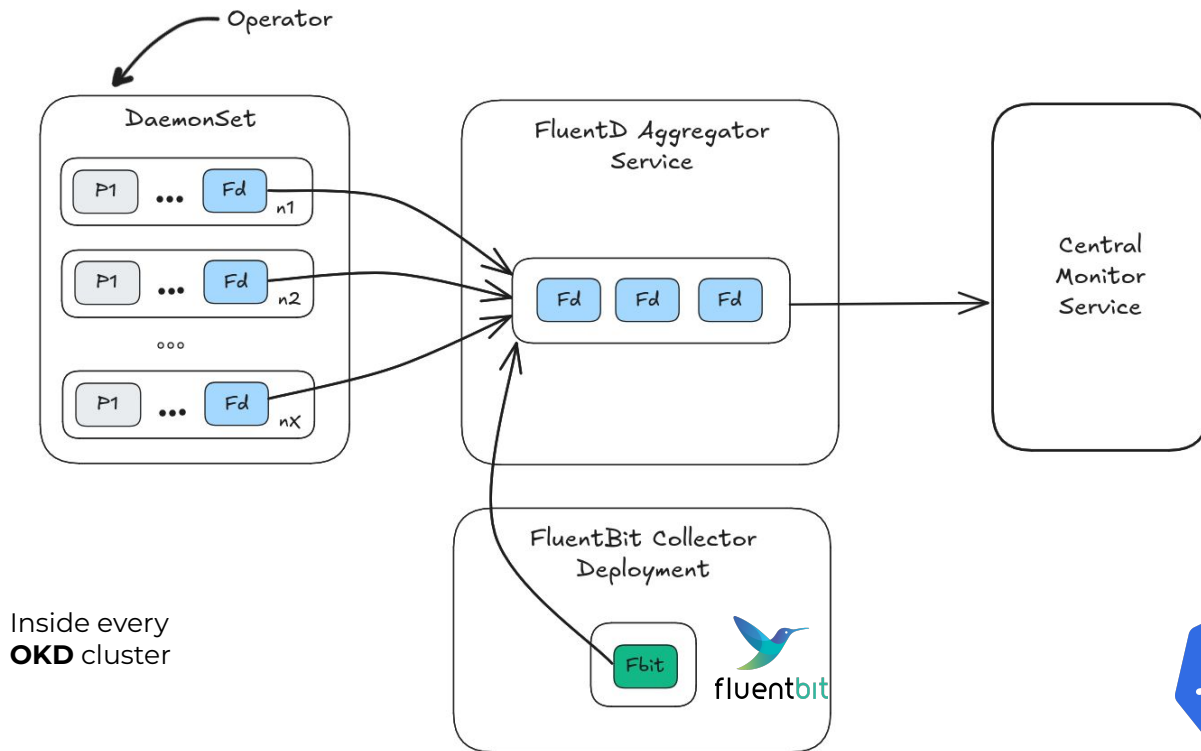 Operator
DaemonSet
P1 ... Fd n1
P1 ... Fd n2
P1 ... Fd nX
FluentD Aggregator
Service
Fd Fd Fd
Central
Monitor
Service
FluentBit Collector
Deployment
Fbit
fluentbit
Inside every
OKD cluster